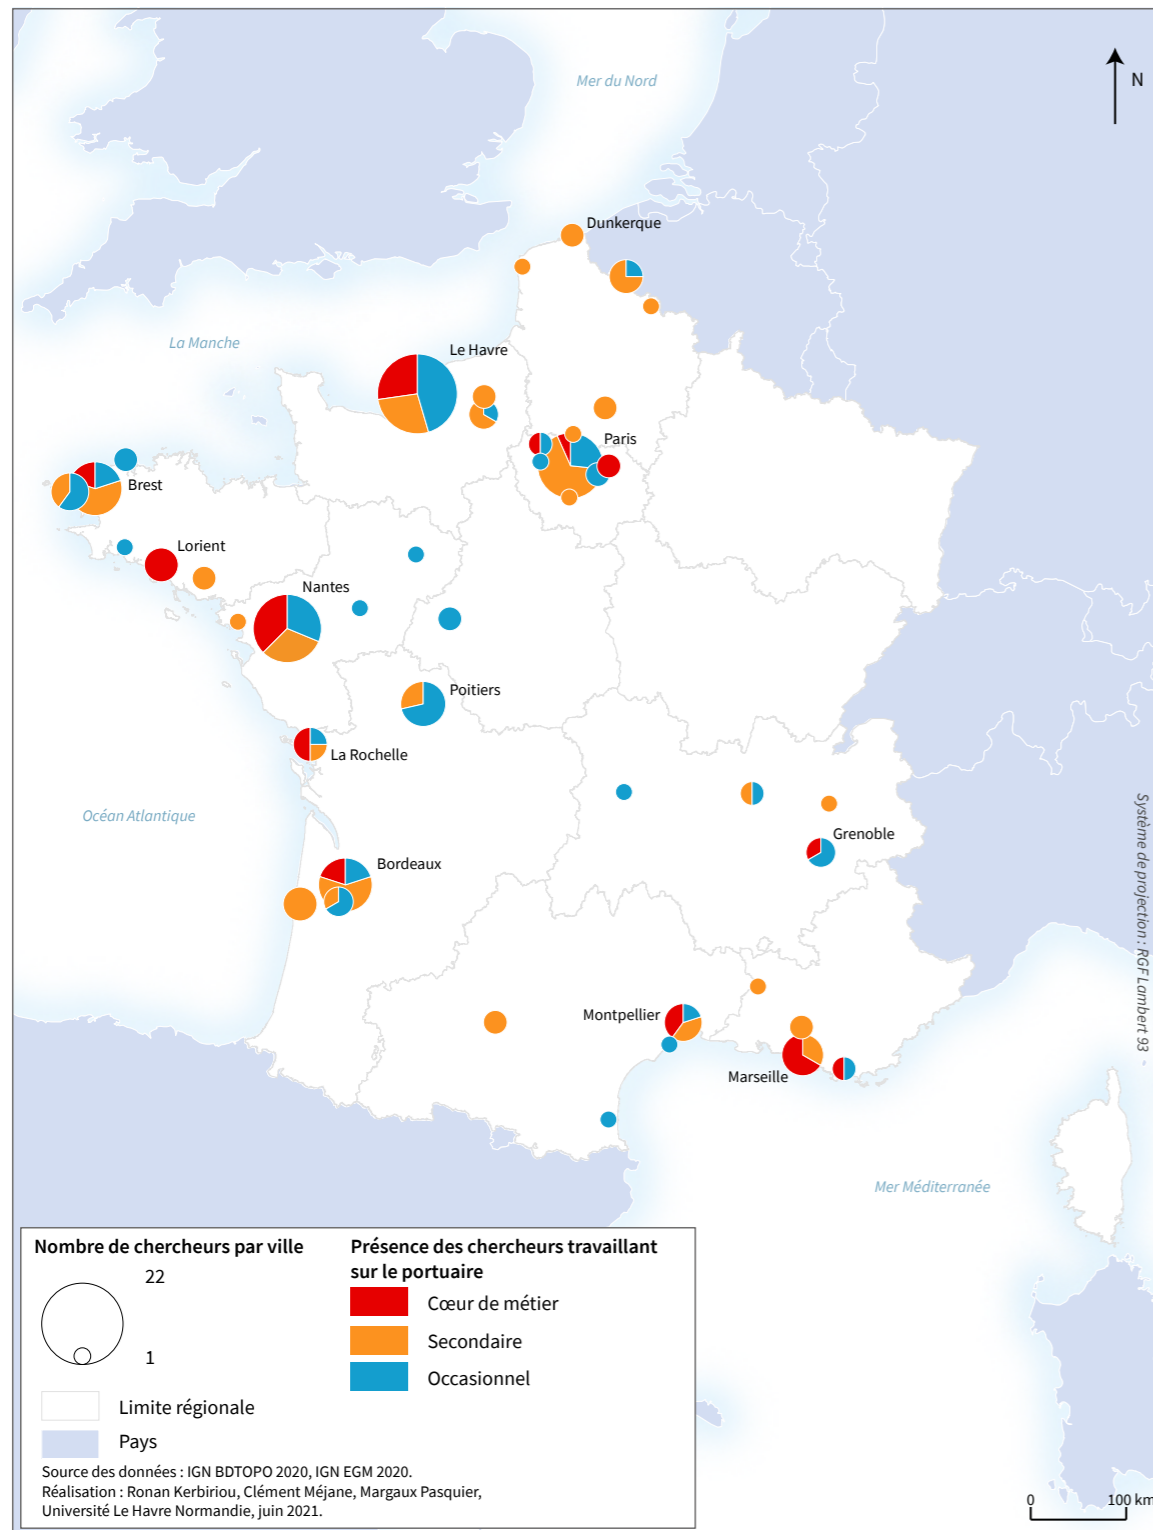 Mer du Nord
N
Dunkerque
La Manche
Le Havre
Paris
Brest
Lorient
Nantes
Poitiers
La Rochelle
Océan Atlantique
Grenoble
Bordeaux
Montpellier
Marseille
Mer Méditerranée
Système de projection : RGF Lambert 93 -
Nombre de chercheurs par ville
22
1
Limite régionale
Pays
Présence des chercheurs travaillant
sur le portuaire
Cœur de métier
Secondaire
Occasionnel
Source des données : IGN BDTOPO 2020, IGN EGM 2020.
Réalisation : Ronan Kerbiriou, Clément Méjane, Margaux Pasquier,
Université Le Havre Normandie, juin 2021.
0 100 km